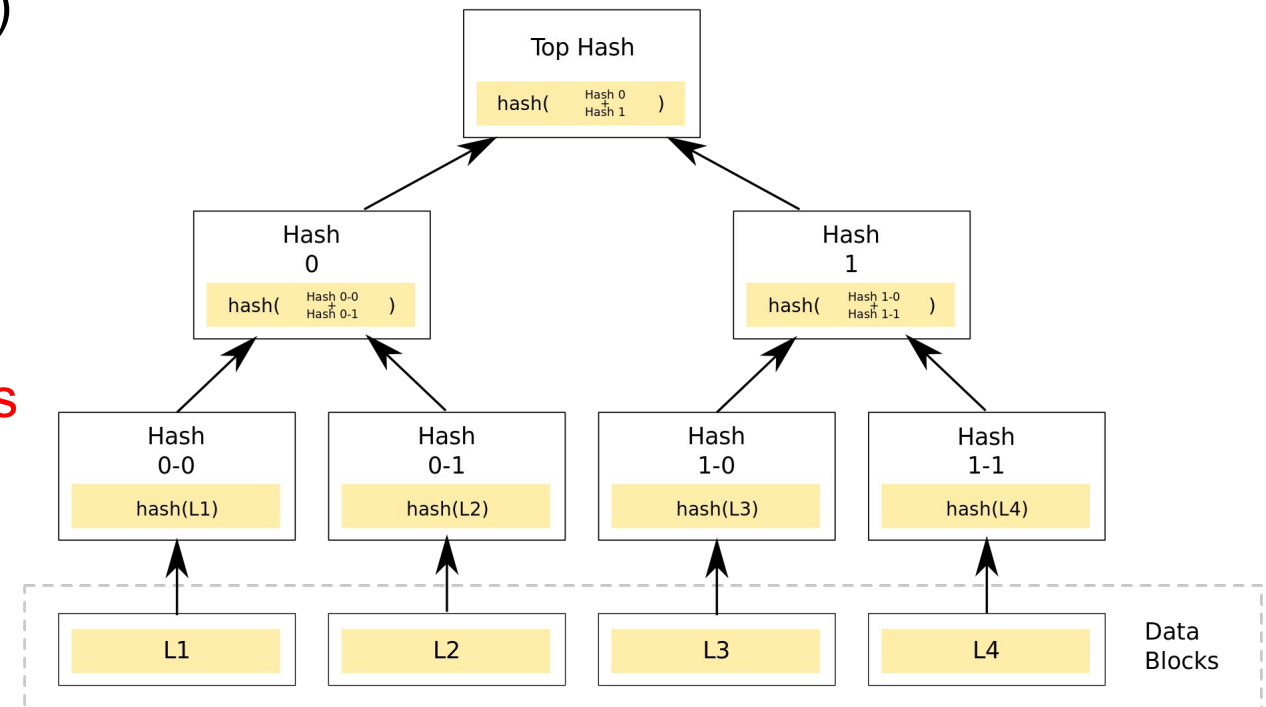 )
Top Hash
hash( Hash 0 + Hash 1 )
Hash
0
hash( Hash 0-0 + Hash 0-1 )
Hash
1
hash( Hash 1-0 + Hash 1-1 )
s
Hash
0-0
hash(L1)
Hash
0-1
hash(L2)
Hash
1-0
hash(L3)
Hash
1-1
hash(L4)
L1
L2
L3
L4
Data
Blocks